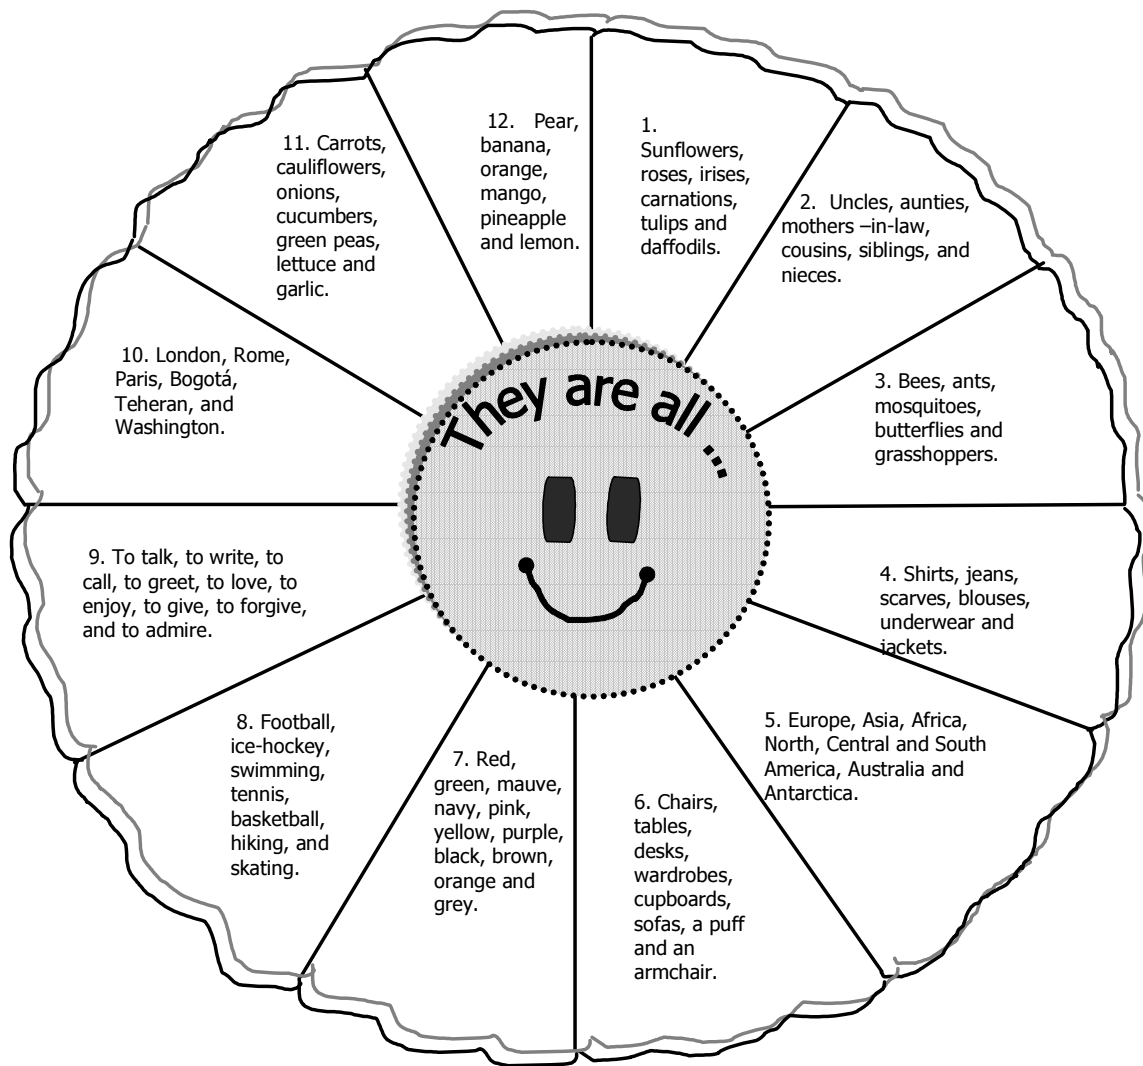 They are all ...
1.
Sunflowers,
roses, irises,
carnations,
tulips and
daffodils.
2. Uncles, aunties,
mothers –in-law,
cousins, siblings, and
nieces.
3. Bees, ants,
mosquitoes,
butterflies and
grasshoppers.
4. Shirts, jeans,
scarves, blouses,
underwear and
jackets.
5. Europe, Asia, Africa,
North, Central and South
America, Australia and
Antarctica.
6. Chairs,
tables,
desks,
wardrobes,
cupboards,
sofas, a puff
and an
armchair.
7. Red,
green, mauve,
navy, pink,
yellow, purple,
black, brown,
orange and
grey.
8. Football,
ice-hockey,
swimming,
tennis,
basketball,
hiking, and
skating.
9. To talk, to write, to
call, to greet, to love, to
enjoy, to give, to forgive,
and to admire.
10. London, Rome,
Paris, Bogotá,
Teheran, and
Washington.
11. Carrots,
cauliflowers,
onions,
cucumbers,
green peas,
lettuce and
garlic.
12. Pear,
banana,
orange,
mango,
pineapple
and lemon.